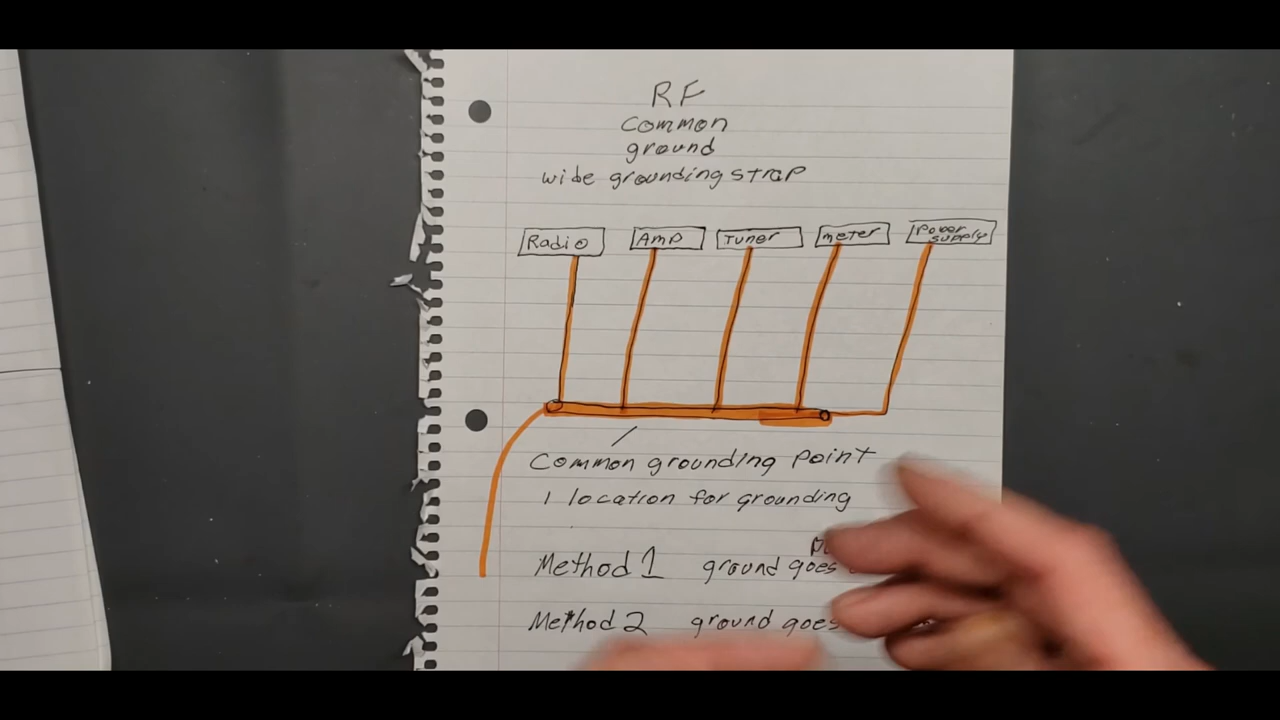 RF
Common
ground
wide grounding strap
Radio
Amp
Tuner
meter
Power
supply
Common grounding point
1 location for grounding
Method 1 ground goes
Method 2 ground goes